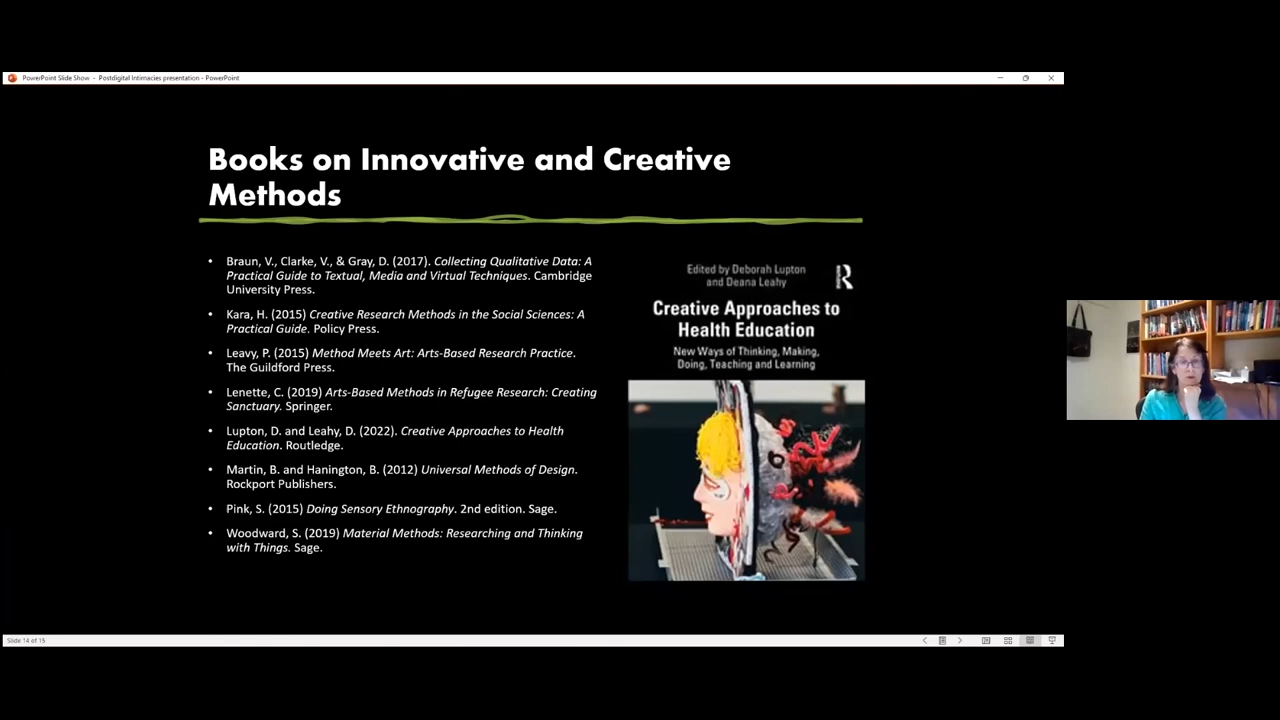 PowerPoint Slide Show - Postdigital Intimacies presentation - PowerPoint
Books on Innovative and Creative
Methods
• Braun, V., Clarke, V., & Gray, D. (2017). Collecting Qualitative Data: A
Practical Guide to Textual, Media and Virtual Techniques. Cambridge
University Press.
• Kara, H. (2015) Creative Research Methods in the Social Sciences: A
Practical Guide. Policy Press.
• Leavy, P. (2015) Method Meets Art: Arts-Based Research Practice.
The Guildford Press.
• Lenette, C. (2019) Arts-Based Methods in Refugee Research: Creating
Sanctuary. Springer.
• Lupton, D. and Leahy, D. (2022). Creative Approaches to Health
Education. Routledge.
• Martin, B. and Hanington, B. (2012) Universal Methods of Design.
Rockport Publishers.
• Pink, S. (2015) Doing Sensory Ethnography. 2nd edition. Sage.
• Woodward, S. (2019) Material Methods: Researching and Thinking
with Things. Sage.
Edited by Deborah Lupton
and Deana Leahy
R
Creative Approaches to
Health Education
New Ways of Thinking, Making,
Doing, Teaching and Learning
Slide 14 of 15